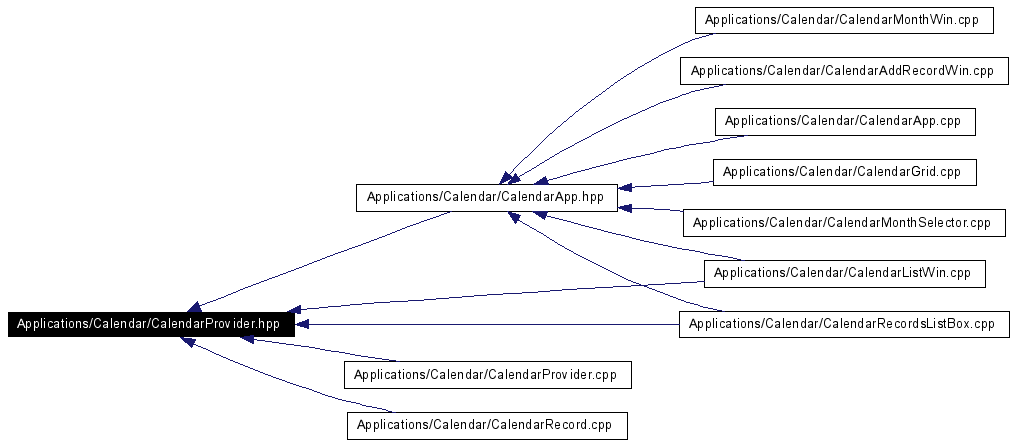 Applications/Calendar/CalendarMonthWin.cpp
Applications/Calendar/CalendarAddRecordWin.cpp
Applications/Calendar/CalendarApp.cpp
Applications/Calendar/CalendarGrid.cpp
Applications/Calendar/CalendarApp.hpp
Applications/Calendar/CalendarMonthSelector.cpp
Applications/Calendar/CalendarListWin.cpp
Applications/Calendar/CalendarProvider.hpp
Applications/Calendar/CalendarRecordsListBox.cpp
Applications/Calendar/CalendarProvider.cpp
Applications/Calendar/CalendarRecord.cpp